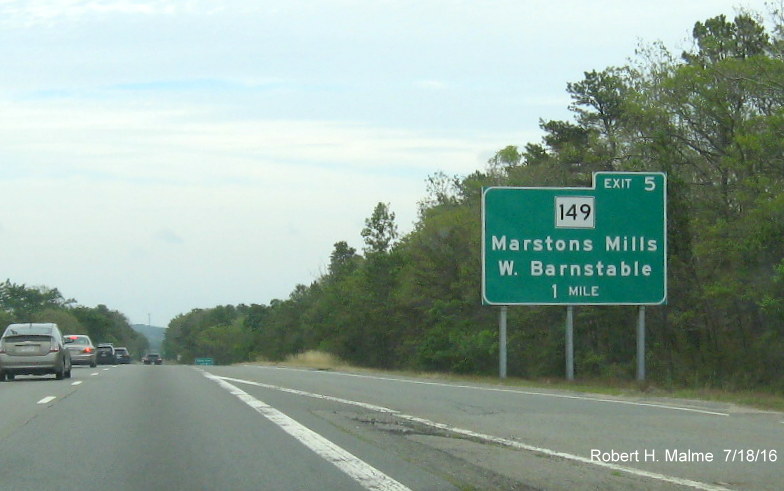 EXIT 5
149
Marstons Mills
W. Barnstable
1 MILE
Robert H. Malme 7/18/16